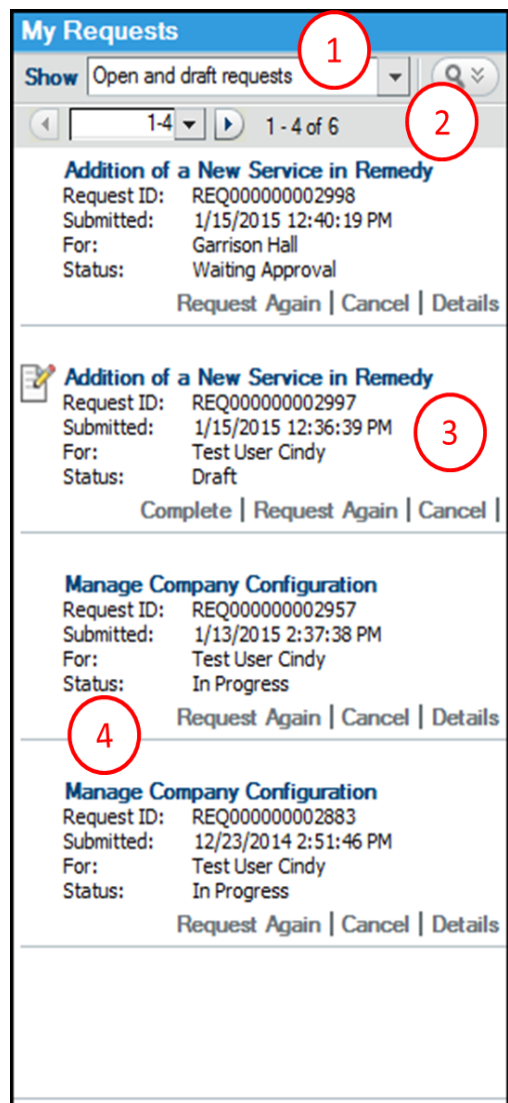 My Requests
1
Show Open and draft requests
1-4 1 - 4 of 6
2
Addition of a New Service in Remedy
Request ID: REQ000000002998
Submitted: 1/15/2015 12:40:19 PM
For: Garrison Hall
Status: Waiting Approval
Request Again | Cancel | Details
Addition of a New Service in Remedy
Request ID: REQ000000002997
Submitted: 1/15/2015 12:36:39 PM
3
For: Test User Cindy
Status: Draft
Complete | Request Again | Cancel |
Manage Company Configuration
Request ID: REQ000000002957
Submitted: 1/13/2015 2:37:38 PM
For: Test User Cindy
Status: In Progress
Request Again | Cancel | Details
4
Manage Company Configuration
Request ID: REQ000000002883
Submitted: 12/23/2014 2:51:46 PM
For: Test User Cindy
Status: In Progress
Request Again | Cancel | Details